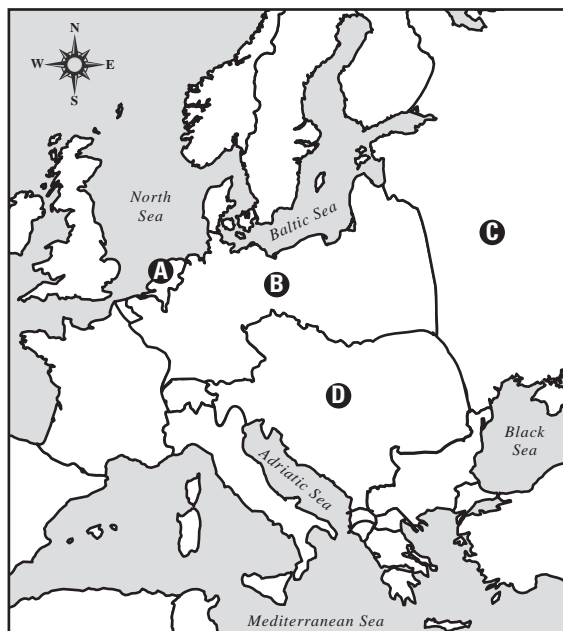 N
W E
S
North
Sea
Baltic Sea
A
B
C
D
Black
Sea
Adriatic Sea
Mediterranean Sea